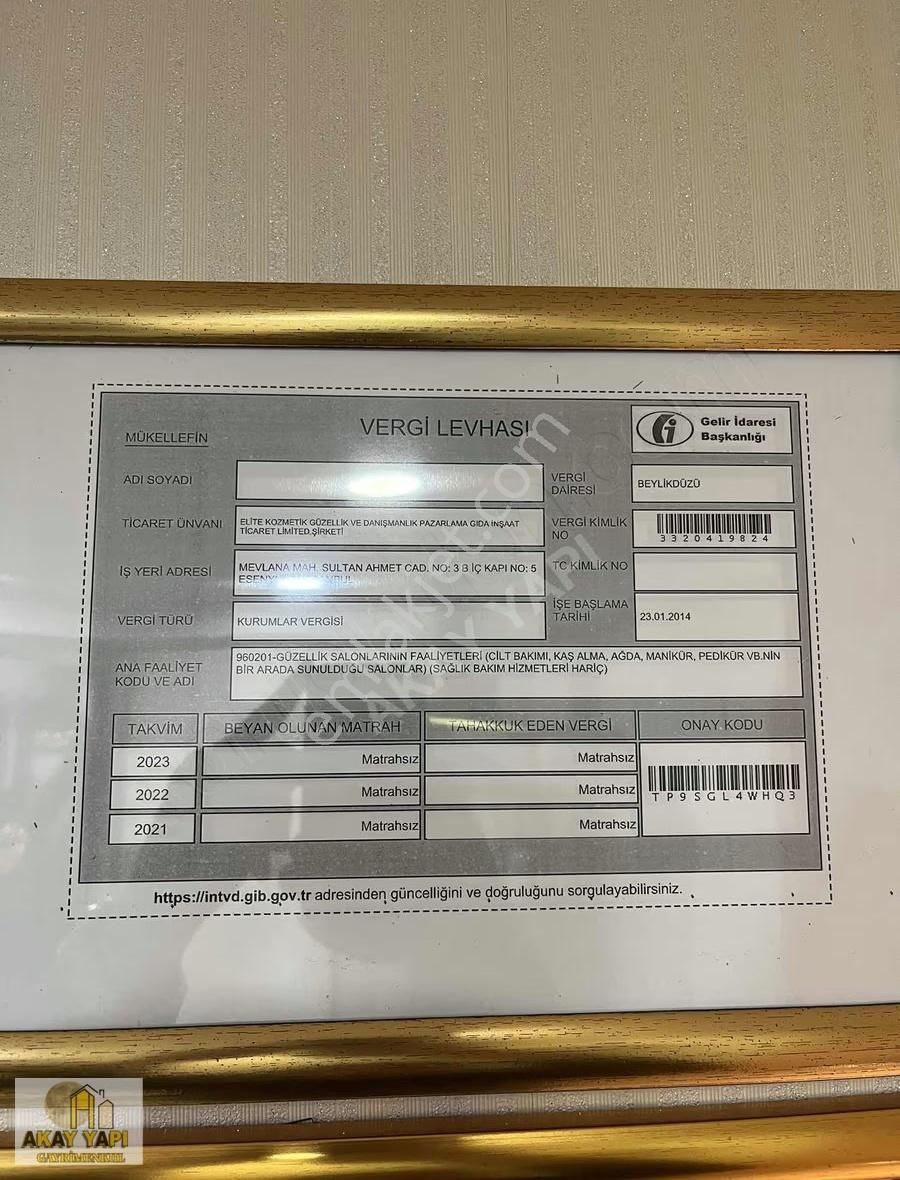 VERGİ LEVHASI
Gelir İdaresi
Başkanlığı
MÜKELLEFİN
ADI SOYADI
VERGİ
DAİRESİ
BEYLİKDÜZÜ
TİCARET ÜNVANI
ELİTE KOZMETİK GÜZELLİK VE DANIŞMANLIK PAZARLAMA GIDA İNŞAAT
TİCARET LİMİTED ŞİRKETİ
VERGİ KİMLİK
NO
3320419824
İŞ YERİ ADRESİ
MEVLANA MAH. SULTAN AHMET CAD. NO: 3 B İÇ KAPI NO: 5
TC KİMLİK NO
VERGİ TÜRÜ
KURUMLAR VERGİSİ
İŞE BAŞLAMA
TARİHİ
23.01.2014
ANA FAALİYET
KODU VE ADI
960201-GÜZELLİK SALONLARININ FAALİYETLERİ (CİLT BAKIMI, KAŞ ALMA, AĞDA, MANİKÜR, PEDİKÜR VB.NİN
BİR ARADA SUNULDUĞU SALONLAR) (SAĞLIK BAKIM HİZMETLERİ HARİÇ)
TAKVİM BEYAN OLUNAN MATRAH TAHAKKUK EDEN VERGİ ONAY KODU
2023 Matrahsız Matrahsız
2022 Matrahsız Matrahsız
2021 Matrahsız Matrahsız
TP9SGL4WHQ3
https://intvd.gib.gov.tr adresinden güncelliğini ve doğruluğunu sorgulayabilirsiniz.
emlakjet.com
AKAY YAPI
AKAY YAPI
GAYRİMENKUL